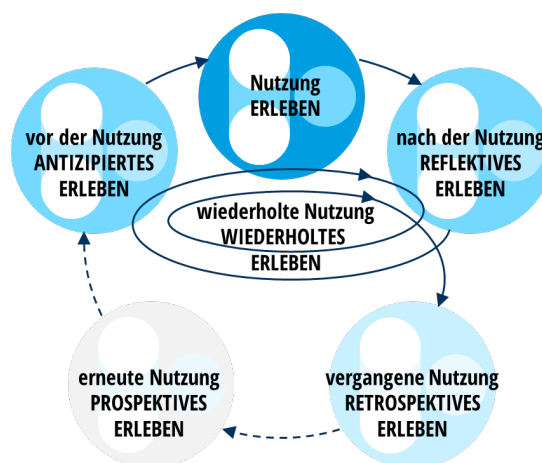 Nutzung
ERLEBEN
vor der Nutzung
ANTIZIPIERTES
ERLEBEN
nach der Nutzung
REFLEKTIVES
ERLEBEN
wiederholte Nutzung
WIEDERHOLTES
ERLEBEN
erneute Nutzung
PROSPEKTIVES
ERLEBEN
vergangene Nutzung
RETROSPEKTIVES
ERLEBEN